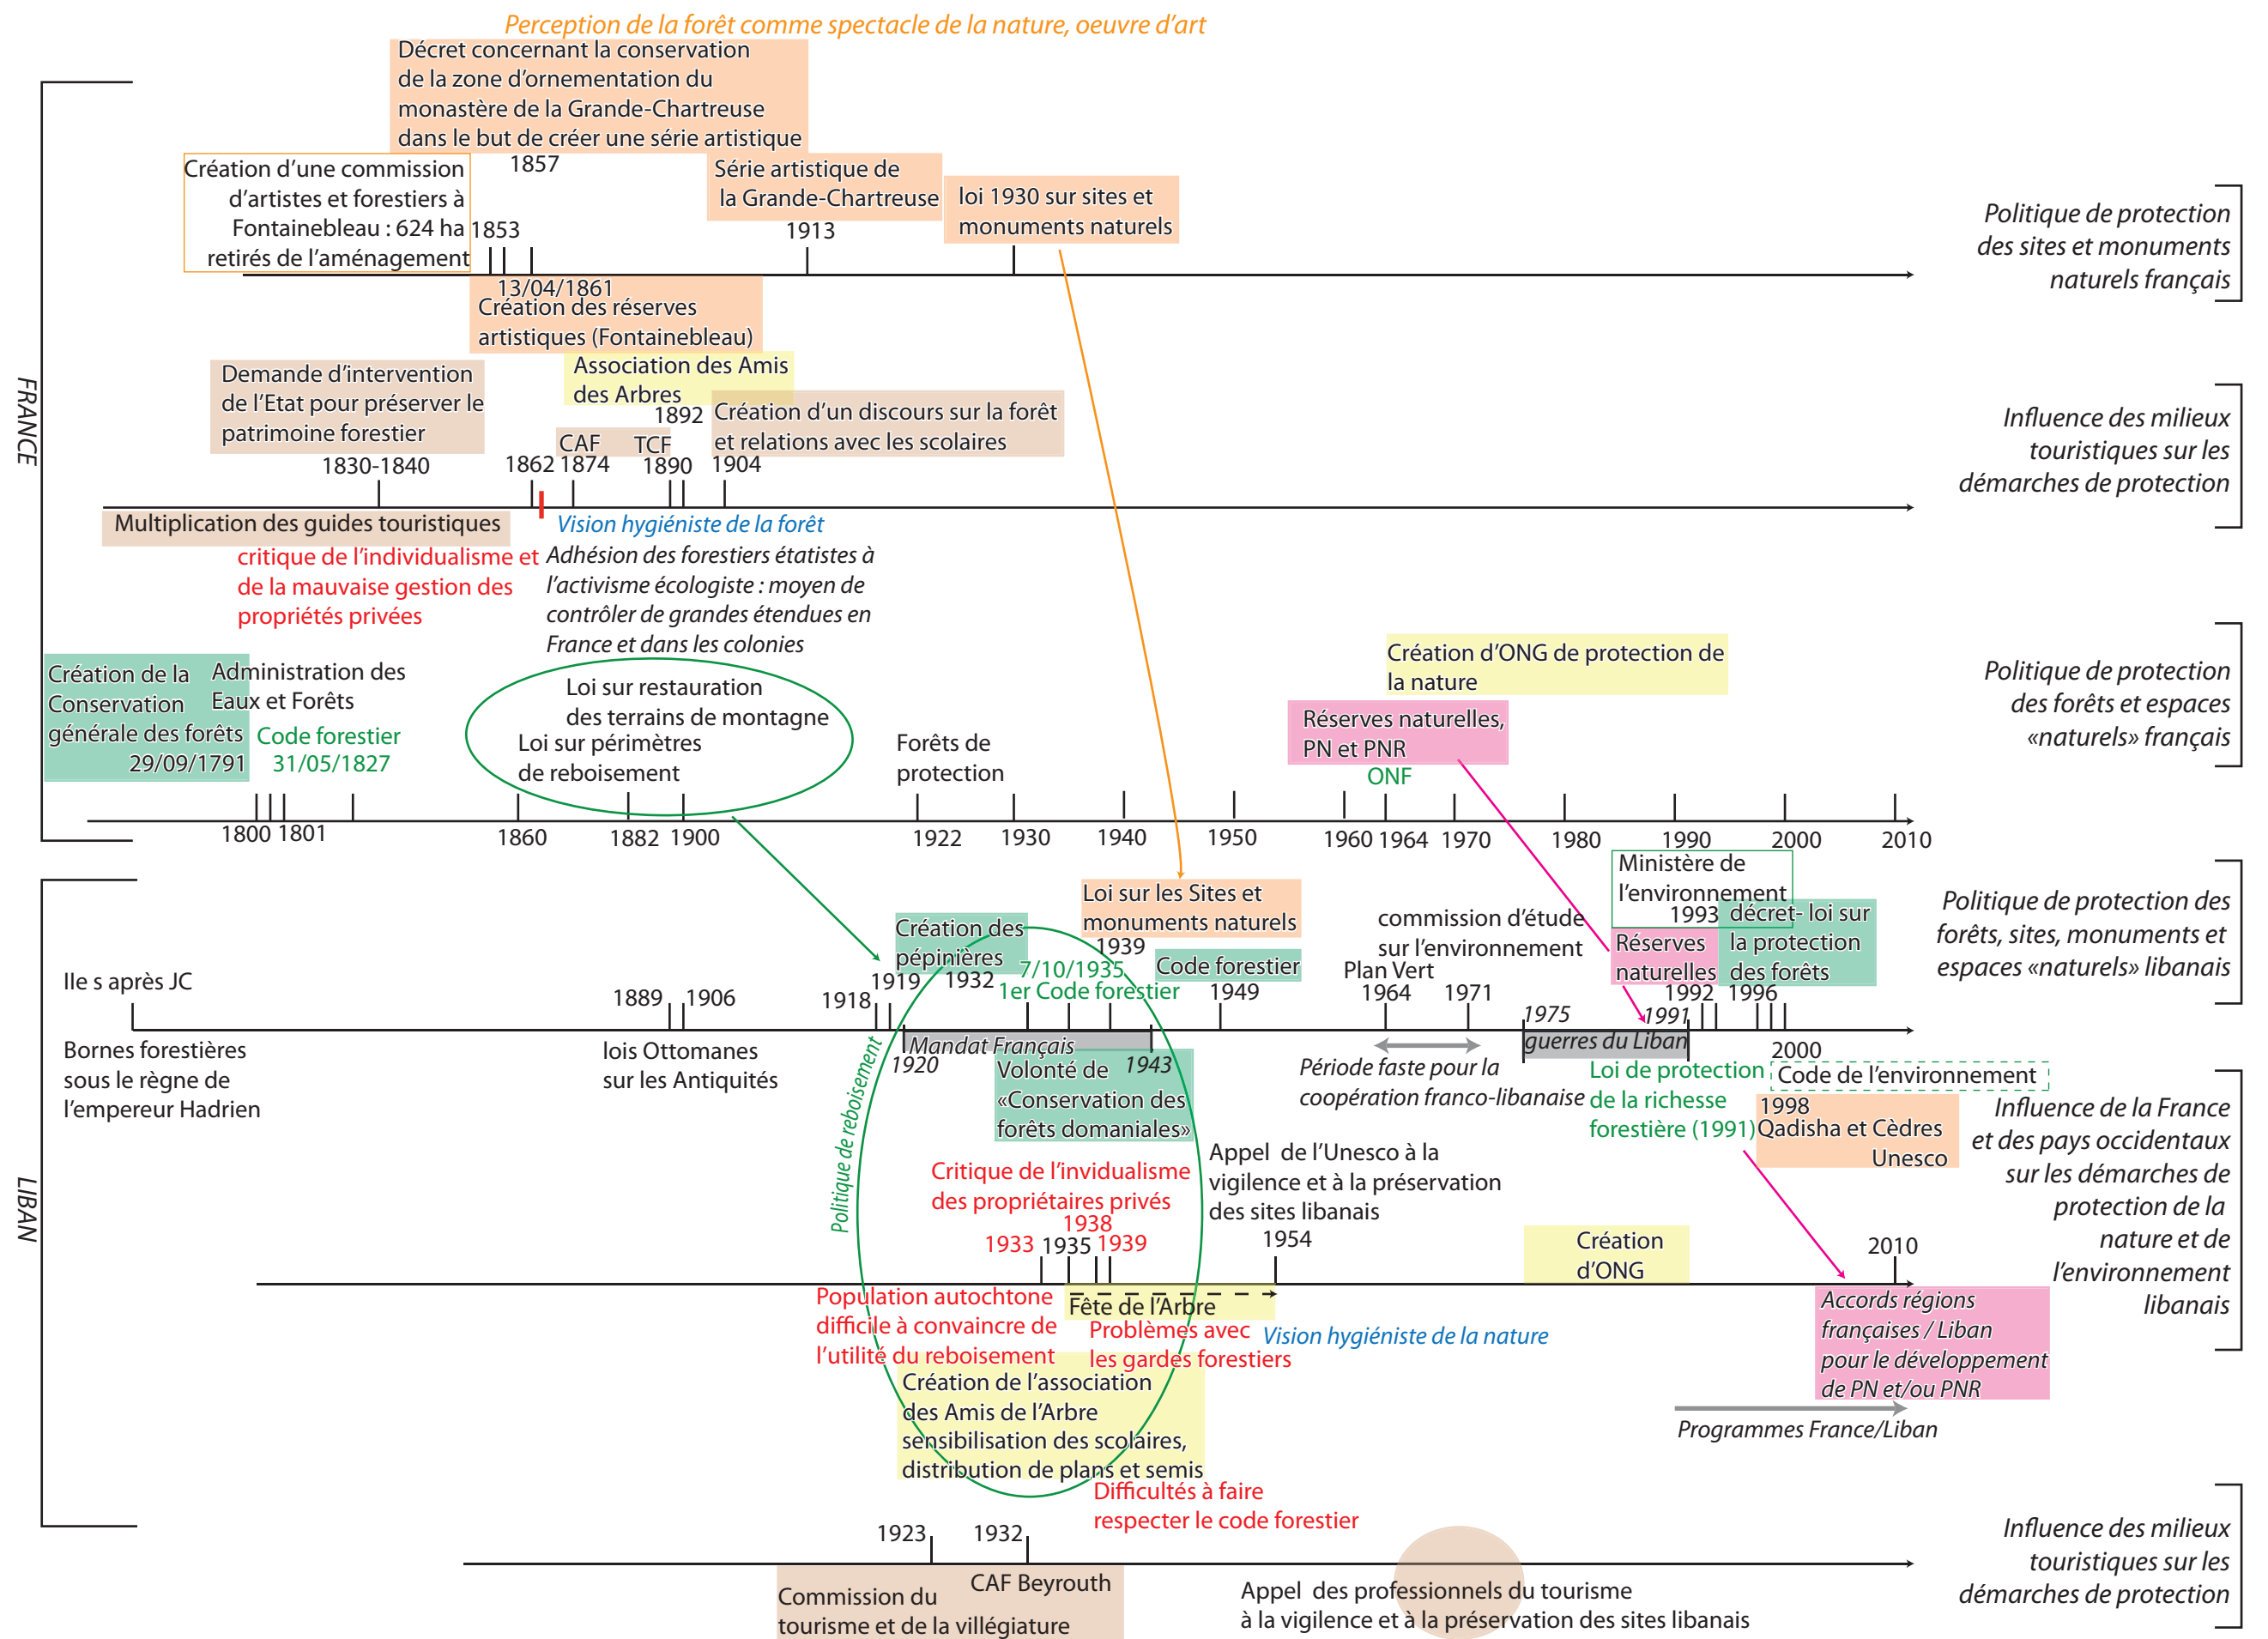 Perception de la forêt comme spectacle de la nature, oeuvre d'art
Décret concernant la conservation
de la zone d'ornementation du
monastère de la Grande-Chartreuse
dans le but de créer une série artistique
1857
Création d'une commission
d'artistes et forestiers à
Fontainebleau : 624 ha
retirés de l'aménagement
1853
Série artistique de
la Grande-Chartreuse
1913
loi 1930 sur sites et
monuments naturels
Politique de protection
des sites et monuments
naturels français
13/04/1861
Création des réserves
artistiques (Fontainebleau)
FRANCE
Demande d'intervention
de l'Etat pour préserver le
patrimoine forestier
1830-1840
Association des Amis
des Arbres
1892
CAF
TCF
1862
1874
1890
Création d'un discours sur la forêt
et relations avec les scolaires
1904
Influence des milieux
touristiques sur les
démarches de protection
Multiplication des guides touristiques
Vision hygiéniste de la forêt
critique de l'individualisme et
de la mauvaise gestion des
propriétés privées
Adhésion des forestiers étatistes à
l'activisme écologiste : moyen de
contrôler de grandes étendues en
France et dans les colonies
Création de la
Conservation
générale des forêts
29/09/1791
Administration des
Eaux et Forêts
Code forestier
31/05/1827
Loi sur restauration
des terrains de montagne
Loi sur périmètres
de reboisement
Forêts de
protection
Création d'ONG de protection de
la nature
Réserves naturelles,
PN et PNR
ONF
Politique de protection
des forêts et espaces
«naturels» français
1800
1801
1860
1882
1900
1922
1930
1940
1950
1960
1964
1970
1980
1990
2000
2010
LIBAN
IIe s après JC
Bornes forestières
sous le règne de
l'empereur Hadrien
1889
1906
lois Ottomanes
sur les Antiquités
1918
1919
Création des
pépinières
1932
7/10/1935
1er Code forestier
Loi sur les Sites et
monuments naturels
1939
Code forestier
1949
commission d'étude
sur l'environnement
Plan Vert
1964
1971
Ministère de
l'environnement
1993
Réserves
naturelles
1992
décret- loi sur
la protection
des forêts
1996
Politique de protection des
forêts, sites, monuments et
espaces «naturels» libanais
Mandat Français
1920
1943
Volonté de
«Conservation des
forêts domaniales»
Politique de reboisement
Période faste pour la
coopération franco-libanaise
1975
1991
guerres du Liban
Loi de protection
de la richesse
forestière (1991)
2000
Code de l'environnement
1998
Qadisha et Cèdres
Unesco
Influence de la France
et des pays occidentaux
sur les démarches de
protection de la
nature et de
l'environnement
libanais
Critique de l'invidualisme
des propriétaires privés
1933
1935
1938
1939
Appel de l'Unesco à la
vigilence et à la préservation
des sites libanais
1954
Création
d'ONG
2010
Population autochtone
difficile à convaincre de
l'utilité du reboisement
Fête de l'Arbre
Problèmes avec
les gardes forestiers
Vision hygiéniste de la nature
Accords régions
françaises / Liban
pour le développement
de PN et/ou PNR
Programmes France/Liban
Création de l'association
des Amis de l'Arbre
sensibilisation des scolaires,
distribution de plans et semis
Difficultés à faire
respecter le code forestier
1923
1932
Commission du
tourisme et de la villégiature
CAF Beyrouth
Appel des professionnels du tourisme
à la vigilence et à la préservation des sites libanais
Influence des milieux
touristiques sur les
démarches de protection